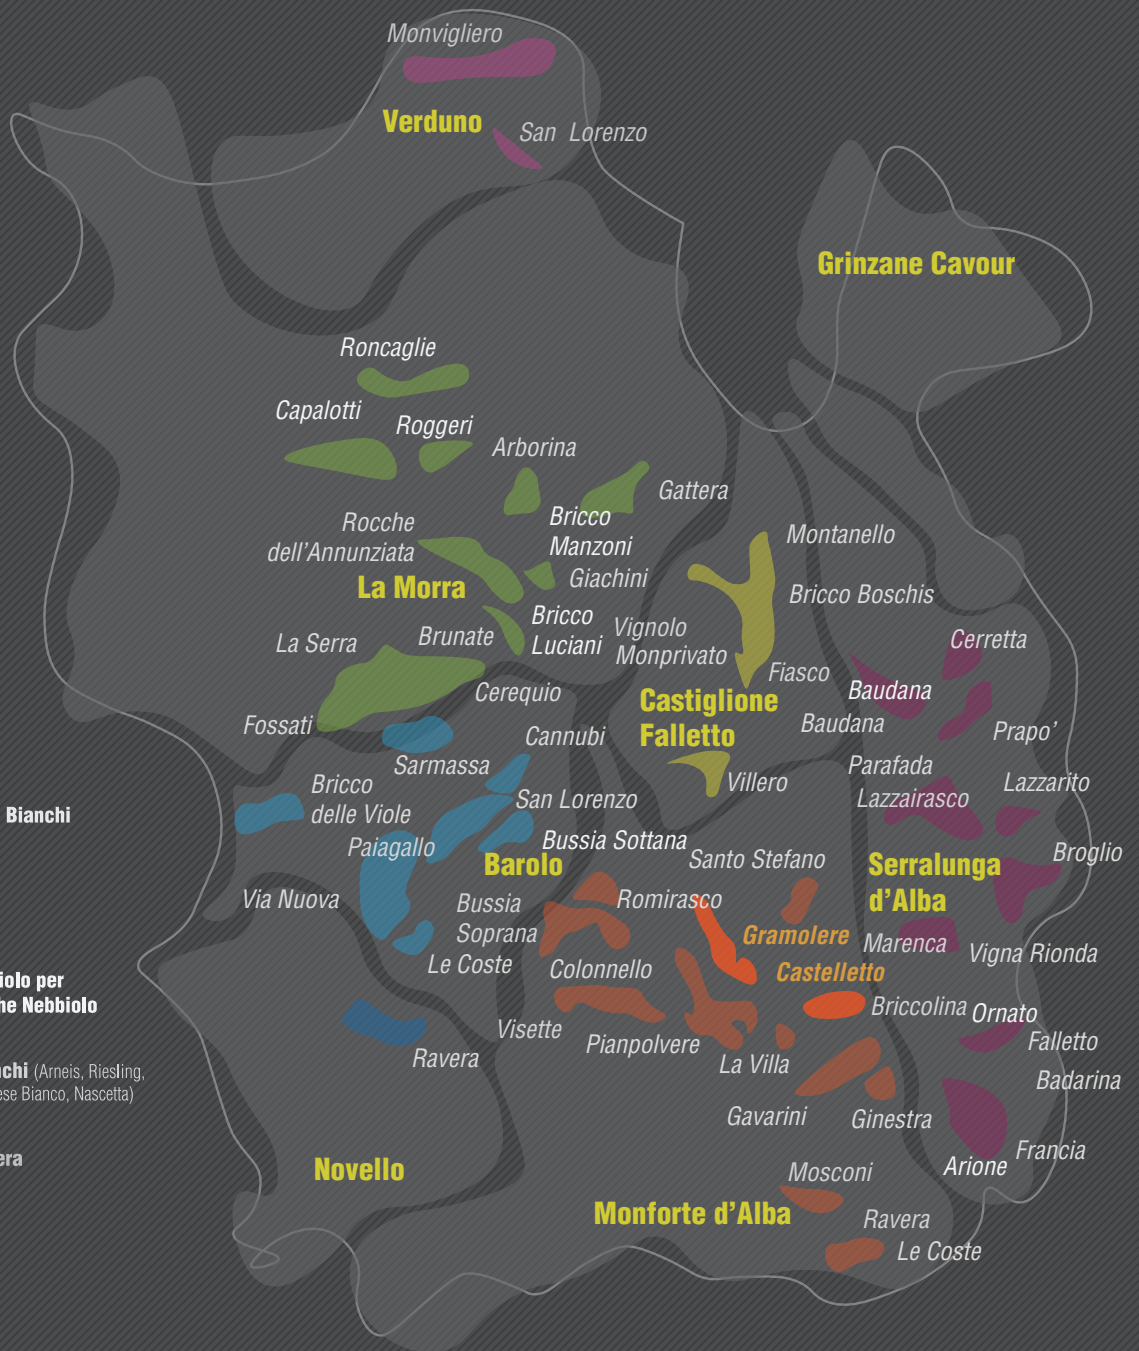 Monvigliero
Verduno
San Lorenzo
Grinzane Cavour
Roncaglie
Capalotti
Roggeri
Arborina
Gattera
Rocche
dell'Annunziata
Bricco
Manzoni
Giachini
La Morra
Montanello
Bricco Boschis
La Serra
Brunate
Bricco
Luciani
Vignolo
Monprivato
Fiasco
Cerretta
Cerequio
Castiglione
Falletto
Baudana
Baudana
Prapo'
Fossati
Cannubi
Sarmassa
Villero
Parafada
Lazzairasco
Lazzarito
Bricco
delle Viole
San Lorenzo
Bianchi
Paiagallo
Bussia Sottana
Barolo
Santo Stefano
Serralunga
d'Alba
Broglio
Via Nuova
Bussia
Soprana
Romirasco
Gramolere
Marenca
Vigna Rionda
Le Coste
Colonnello
Castelletto
iolo per
he Nebbiolo
Briccolina
Ornato
Visette
Pianpolvere
Falletto
Ravera
La Villa
nchi (Arneis, Riesling,
ese Bianco, Nascetta)
Badarina
Gavarini
Ginestra
era
Francia
Arione
Novello
Mosconi
Monforte d'Alba
Ravera
Le Coste